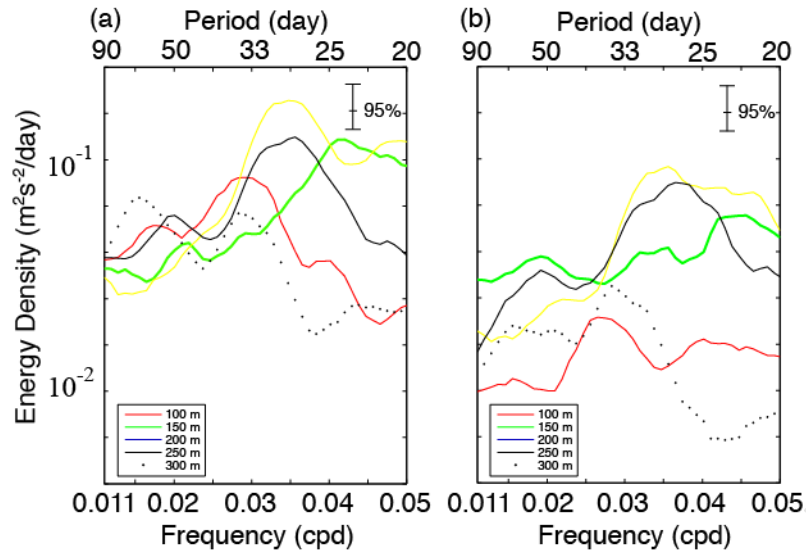 (a) Period (day)
90 50 33 25 20
95%
Energy Density (m²s⁻²/day)
10⁻¹
10⁻²
100 m
150 m
200 m
250 m
300 m
0.011 0.02 0.03 0.04 0.05
Frequency (cpd)
(b) Period (day)
90 50 33 25 20
95%
100 m
150 m
200 m
250 m
300 m
0.011 0.02 0.03 0.04 0.05
Frequency (cpd)